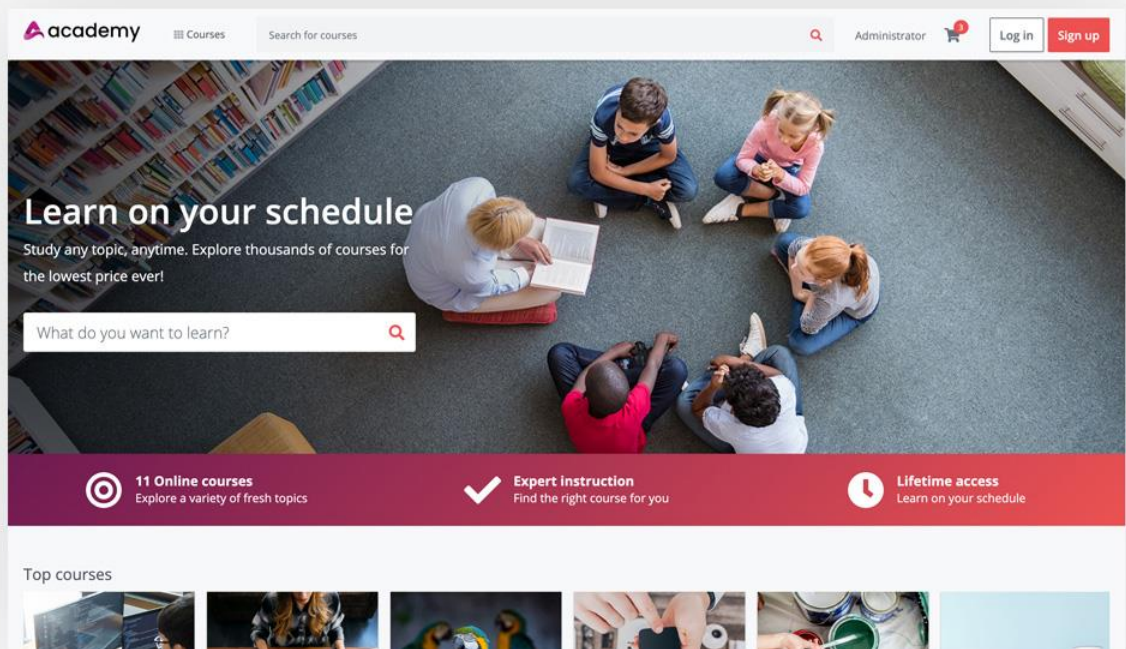 academy
Courses
Search for courses
Administrator
3
Log in
Sign up
Learn on your schedule
Study any topic, anytime. Explore thousands of courses for
the lowest price ever!
What do you want to learn?
11 Online courses
Explore a variety of fresh topics
Expert instruction
Find the right course for you
Lifetime access
Learn on your schedule
Top courses